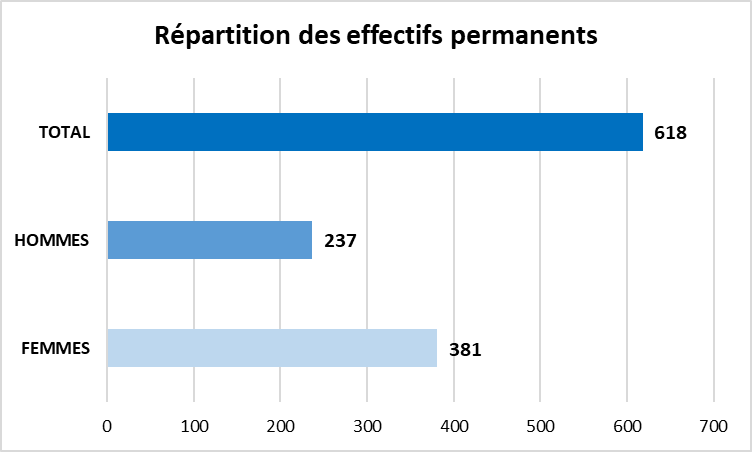 Répartition des effectifs permanents
TOTAL 618
HOMMES 237
FEMMES 381
0 100 200 300 400 500 600 700